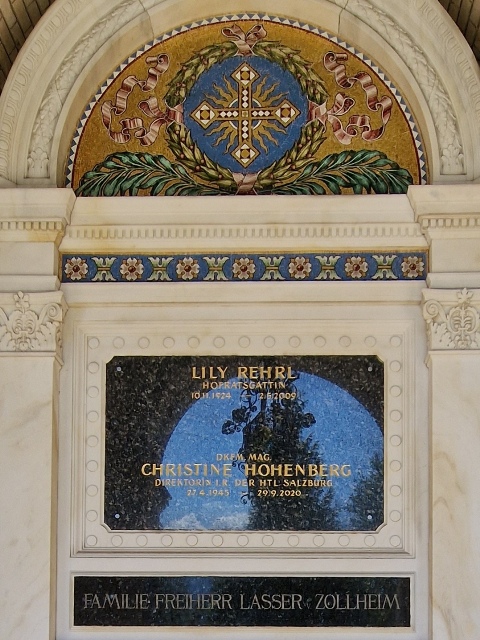 LILY REHRL
HOFRATSGATTIN
10.11.1924 — 2.6.2009
DKFM. MAG.
CHRISTINE HOHENBERG
DIREKTORIN I.R. DER HTL SALZBURG
27.4.1945 — 29.9.2020
FAMILIE FREIHERR LASSER-ZOLLHEIM